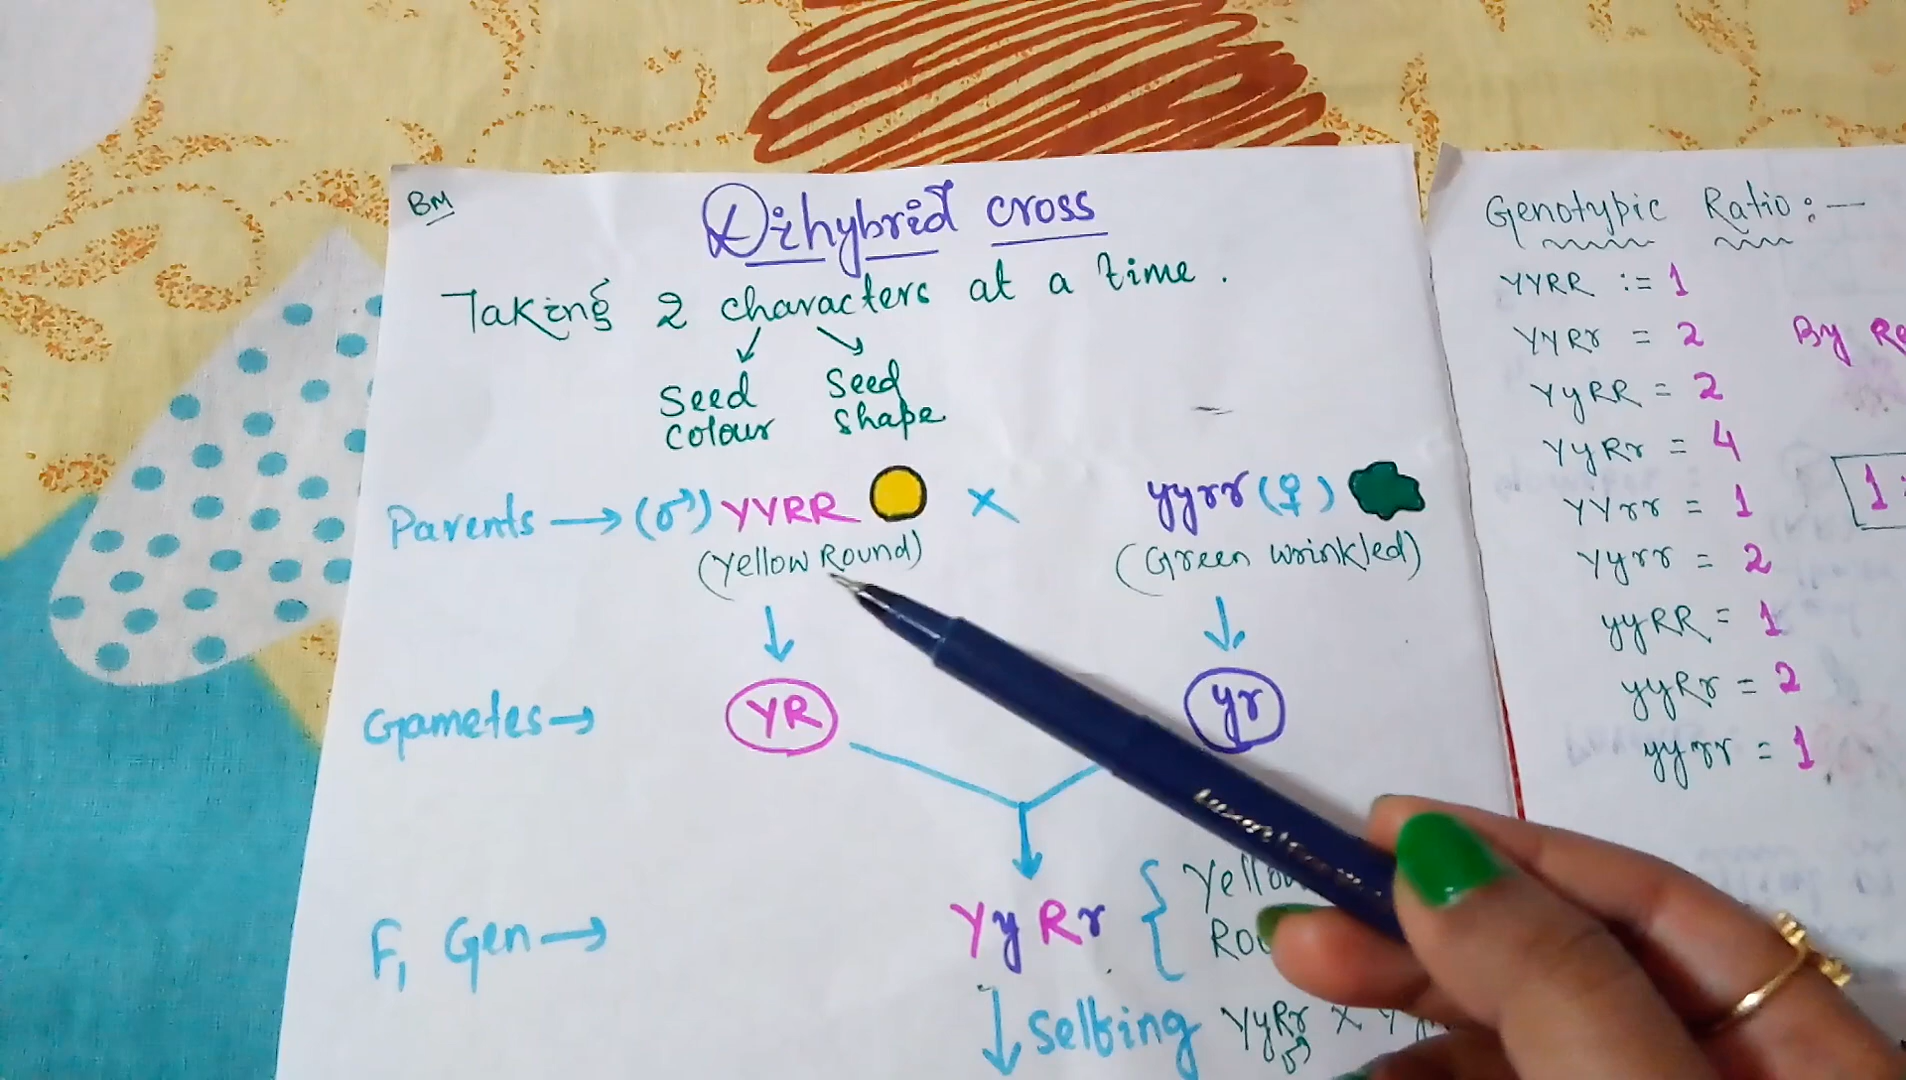 BM
Dihybrid cross
Taking 2 characters at a time.
Seed colour
Seed shape
Parents → (♂) YYRR × yyrr (♀)
(Yellow Round) (Green wrinkled)
Gametes → YR yr
F1 Gen → YyRr {
↓ selfing YyRr ×
♂
Genotypic Ratio :—
YYRR := 1
YYRr = 2
By
YyRR = 2
YyRr = 4
YYrr = 1
1 :
Yyrr = 2
yyRR = 1
yyRr = 2
yyrr = 1